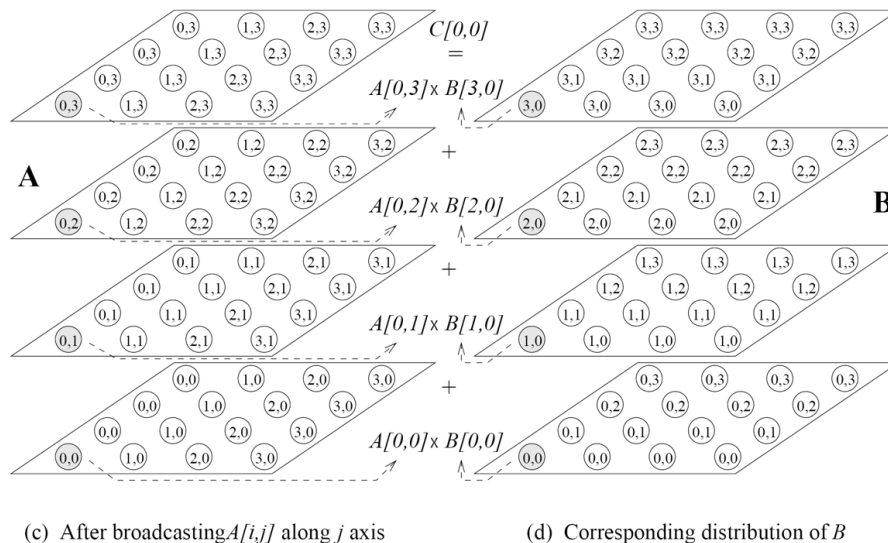 0,3 1,3 2,3 3,3 C[0,0] 3,3 3,3 3,3 3,3
0,3 1,3 2,3 3,3 = 3,2 3,2 3,2 3,2
0,3 1,3 2,3 3,3 A[0,3] x B[3,0] 3,1 3,1 3,1 3,1
0,3 1,3 2,3 3,3 3,0 3,0 3,0 3,0
0,2 1,2 2,2 3,2 + 2,3 2,3 2,3 2,3
A 0,2 1,2 2,2 3,2 2,2 2,2 2,2 2,2
0,2 1,2 2,2 3,2 A[0,2] x B[2,0] 2,1 2,1 2,1 2,1 B
0,2 1,2 2,2 3,2 2,0 2,0 2,0 2,0
0,1 1,1 2,1 3,1 + 1,3 1,3 1,3 1,3
0,1 1,1 2,1 3,1 1,2 1,2 1,2 1,2
0,1 1,1 2,1 3,1 A[0,1] x B[1,0] 1,1 1,1 1,1 1,1
0,1 1,1 2,1 3,1 1,0 1,0 1,0 1,0
0,0 1,0 2,0 3,0 + 0,3 0,3 0,3 0,3
0,0 1,0 2,0 3,0 0,2 0,2 0,2 0,2
0,0 1,0 2,0 3,0 A[0,0] x B[0,0] 0,1 0,1 0,1 0,1
0,0 1,0 2,0 3,0 0,0 0,0 0,0 0,0
(c) After broadcasting A[i,j] along j axis
(d) Corresponding distribution of B